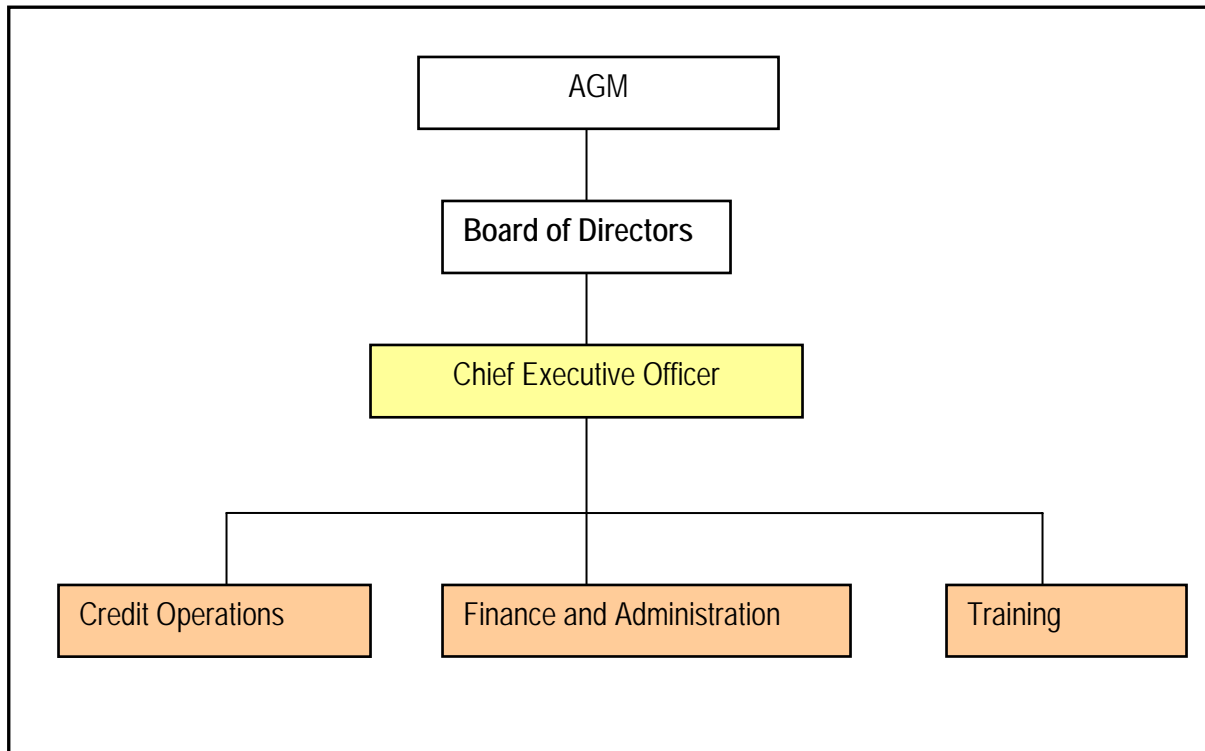 AGM
Board of Directors
Chief Executive Officer
Credit Operations
Finance and Administration
Training